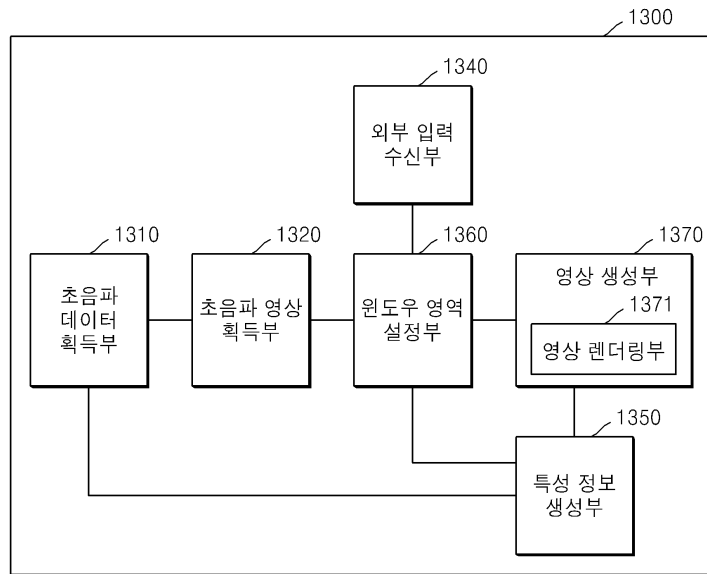 1300
1340
외부 입력
수신부
1310
1320
1360
1370
초음파
데이터
획득부
초음파 영상
획득부
윈도우 영역
설정부
영상 생성부
1371
영상 렌더링부
1350
특성 정보
생성부